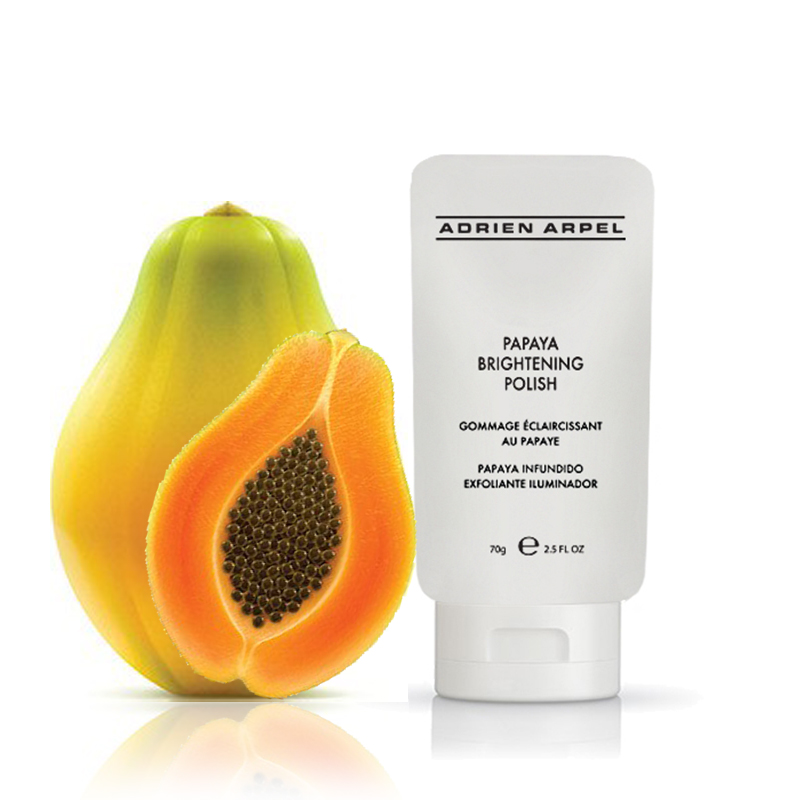 ADRIEN ARPEL
PAPAYA
BRIGHTENING
POLISH
GOMMAGE ÉCLAIRCISSANT
AU PAPAYE
PAPAYA INFUNDIDO
EXFOLIANTE ILUMINADOR
70g e 2.5 FL OZ